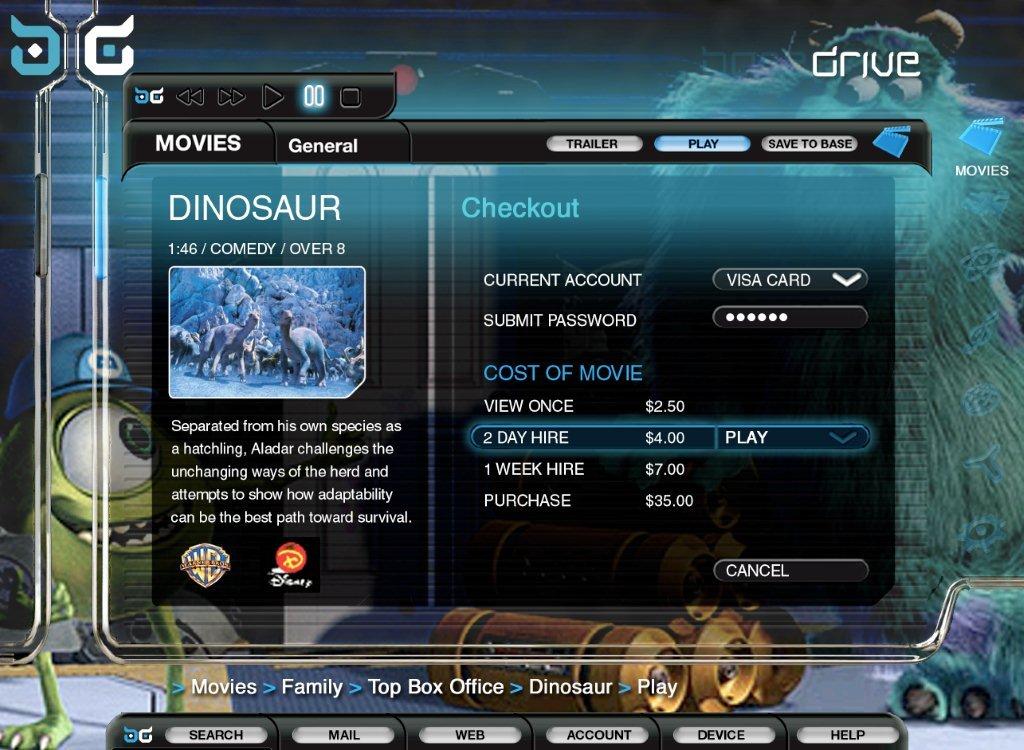 drive
MOVIES
General
TRAILER
PLAY
SAVE TO BASE
MOVIES
DINOSAUR
1:46 / COMEDY / OVER 8
Separated from his own species as
a hatchling, Aladar challenges the
unchanging ways of the herd and
attempts to show how adaptability
can be the best path toward survival.
Disney
Checkout
CURRENT ACCOUNT
VISA CARD
SUBMIT PASSWORD
••••••
COST OF MOVIE
VIEW ONCE $2.50
2 DAY HIRE $4.00 PLAY
1 WEEK HIRE $7.00
PURCHASE $35.00
CANCEL
> Movies > Family > Top Box Office > Dinosaur > Play
SEARCH
MAIL
WEB
ACCOUNT
DEVICE
HELP